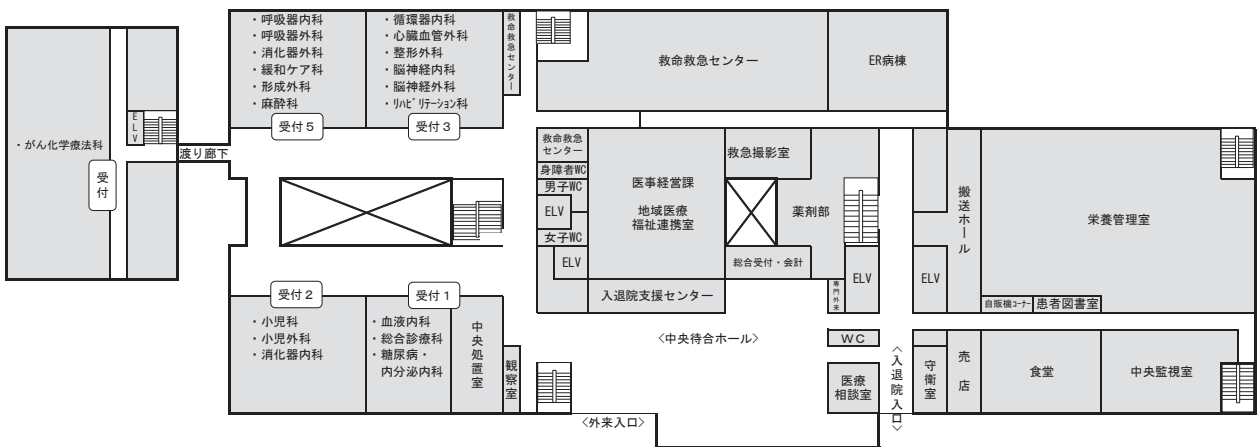 ・がん化学療法科
受付
ELV
渡り廊下
・呼吸器内科
・呼吸器外科
・消化器外科
・緩和ケア科
・形成外科
・麻酔科
受付5
・循環器内科
・心臓血管外科
・整形外科
・脳神経内科
・脳神経外科
・リハビリテーション科
受付3
救命救急センター
救命救急センター
ER病棟
救命救急
センター
身障者WC
男子WC
ELV
女子WC
ELV
医事経営課
地域医療
福祉連携室
入退院支援センター
救急撮影室
薬剤部
総合受付・会計
専門外来
ELV
ELV
搬送ホール
栄養管理室
自販機コーナー
患者図書室
受付2
・小児科
・小児外科
・消化器内科
受付1
・血液内科
・総合診療科
・糖尿病・
内分泌内科
中央処置室
観察室
〈中央待合ホール〉
〈外来入口〉
WC
医療
相談室
〈入退院入口〉
守衛室
売店
食堂
中央監視室